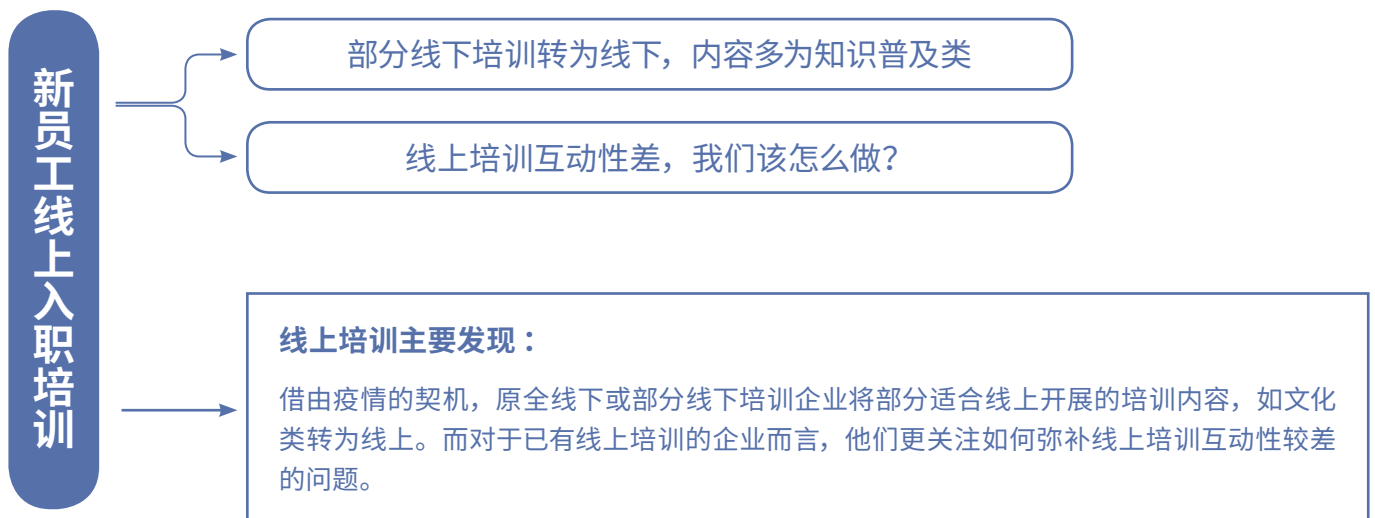 新员工线上入职培训
部分线下培训转为线下，内容多为知识普及类
线上培训互动性差，我们该怎么做？
线上培训主要发现：
借由疫情的契机，原全线下或部分线下培训企业将部分适合线上开展的培训内容，如文化
类转为线上。而对于已有线上培训的企业而言，他们更关注如何弥补线上培训互动性较差
的问题。